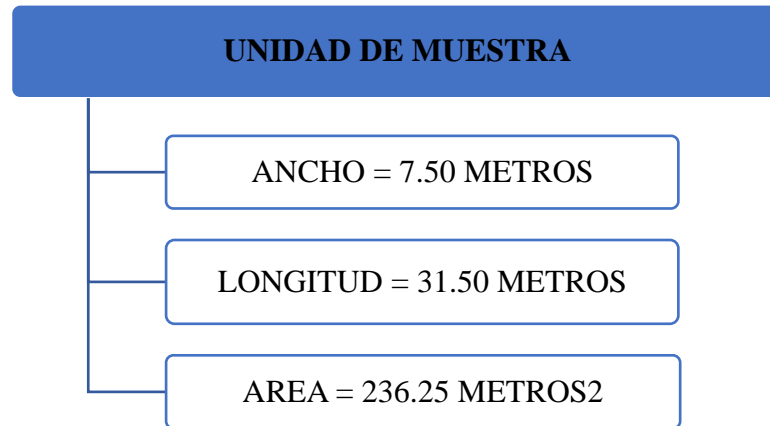 UNIDAD DE MUESTRA
ANCHO = 7.50 METROS
LONGITUD = 31.50 METROS
AREA = 236.25 METROS2